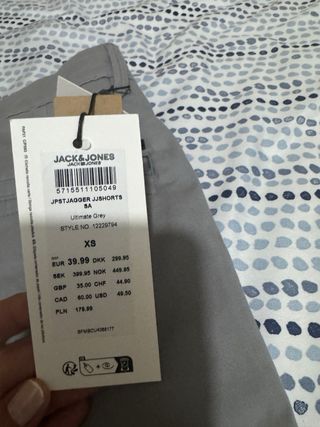 JACK&JONES
JACK&JONES
5715511105049
JPSTJAGGER JJSHORTS
SA
Ultimate Grey
STYLE NO. 12229794
XS
EUR 39.99 DKK 299.95
SEK 399.95 NOK 449.95
GBP 35.00 CHF 44.90
CAD 60.00 USD 49.50
PLN 179.99